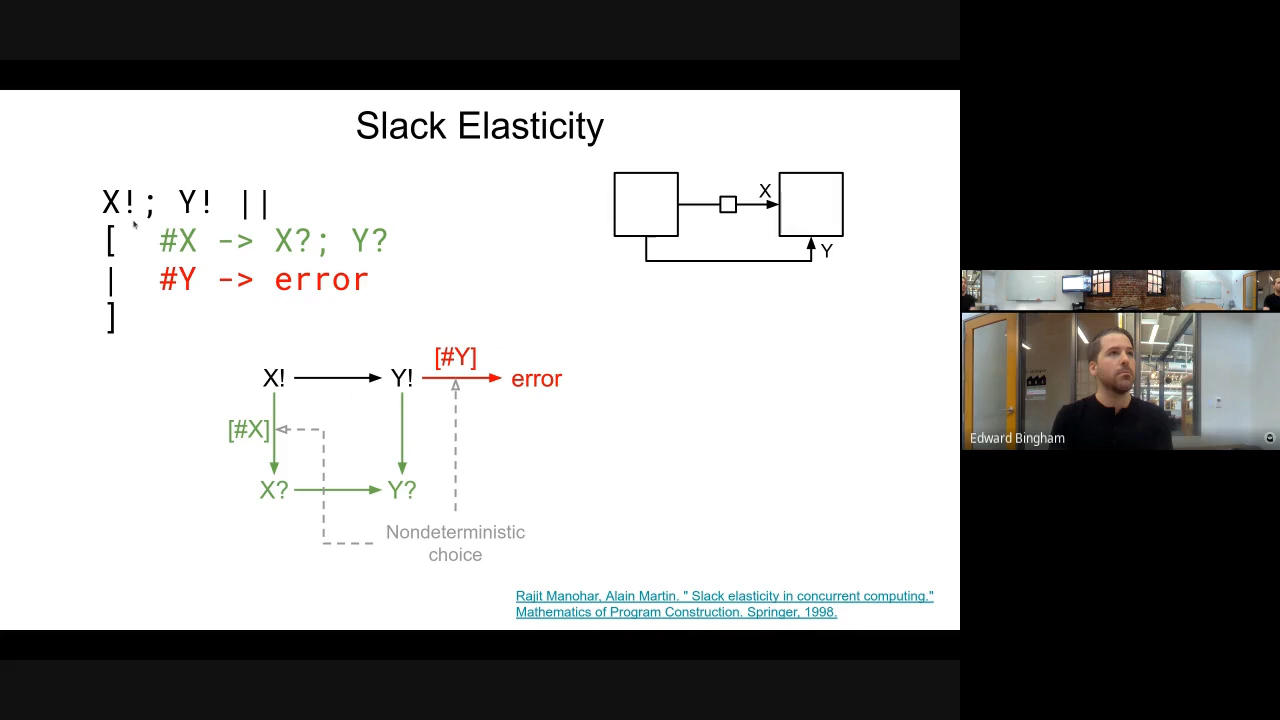 Slack Elasticity
X!; Y! ||
[ #X -> X?; Y?
| #Y -> error
]
X
Y
[#Y]
X!
Y!
error
[#X]
X?
Y?
Nondeterministic
choice
Rajit Manohar, Alain Martin. " Slack elasticity in concurrent computing."
Mathematics of Program Construction. Springer, 1998.
Edward Bingham